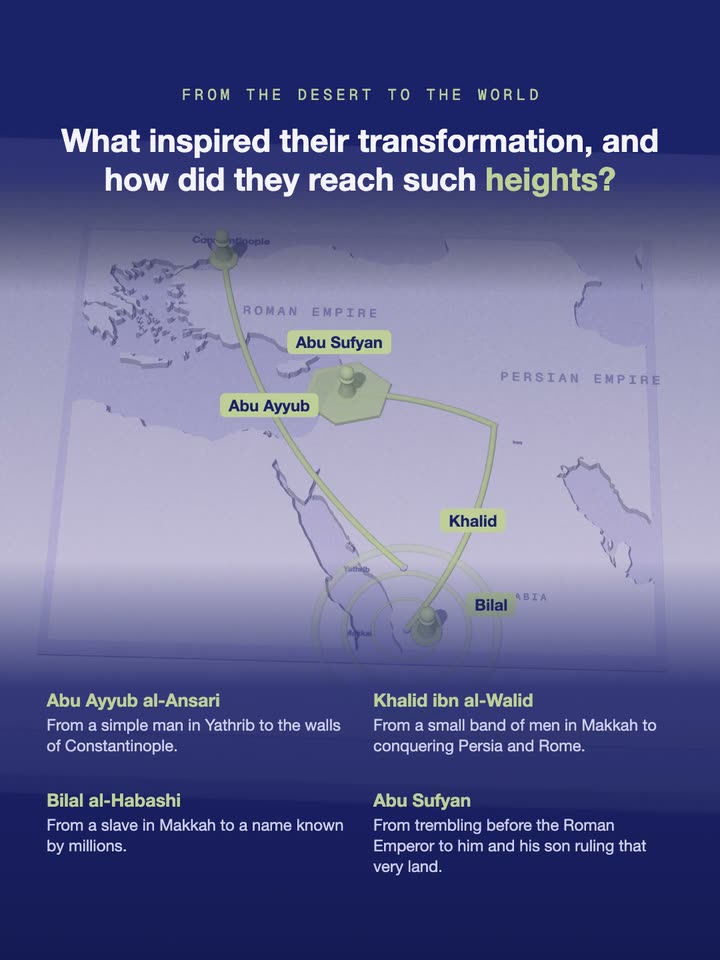 FROM THE DESERT TO THE WORLD
What inspired their transformation, and
how did they reach such heights?
Constantinople
ROMAN EMPIRE
Abu Sufyan
PERSIAN EMPIRE
Abu Ayyub
Iraq
Khalid
Yathrib
Bilal
ABIA
Abu Ayyub al-Ansari
From a simple man in Yathrib to the walls
of Constantinople.
Khalid ibn al-Walid
From a small band of men in Makkah to
conquering Persia and Rome.
Bilal al-Habashi
From a slave in Makkah to a name known
by millions.
Abu Sufyan
From trembling before the Roman
Emperor to him and his son ruling that
very land.